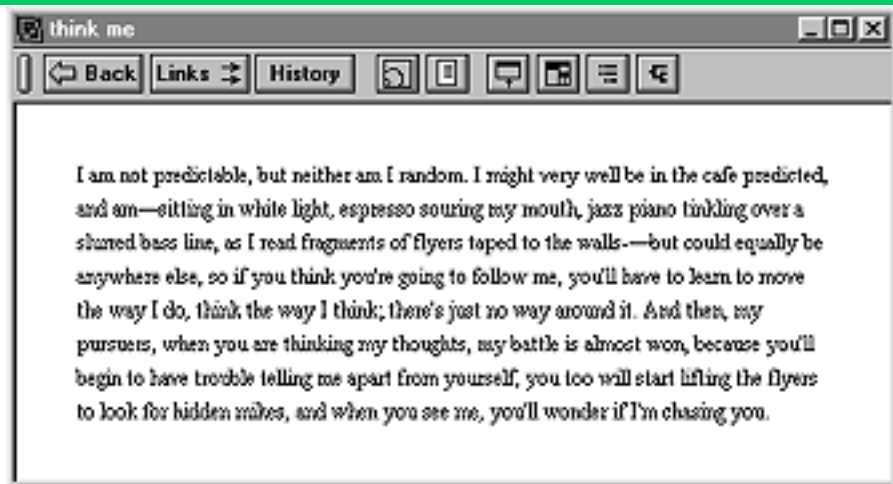 think me
Back Links History
I am not predictable, but neither am I random. I might very well be in the cafe predicted,
and am—sitting in white light, espresso souring my mouth, jazz piano tinkling over a
slurred bass line, as I read fragments of flyers taped to the walls-—but could equally be
anywhere else, so if you think you're going to follow me, you'll have to learn to move
the way I do, think the way I think; there's just no way around it. And then, my
pursuers, when you are thinking my thoughts, my battle is almost won, because you'll
begin to have trouble telling me apart from yourself, you too will start lifting the flyers
to look for hidden mikes, and when you see me, you'll wonder if I'm chasing you.